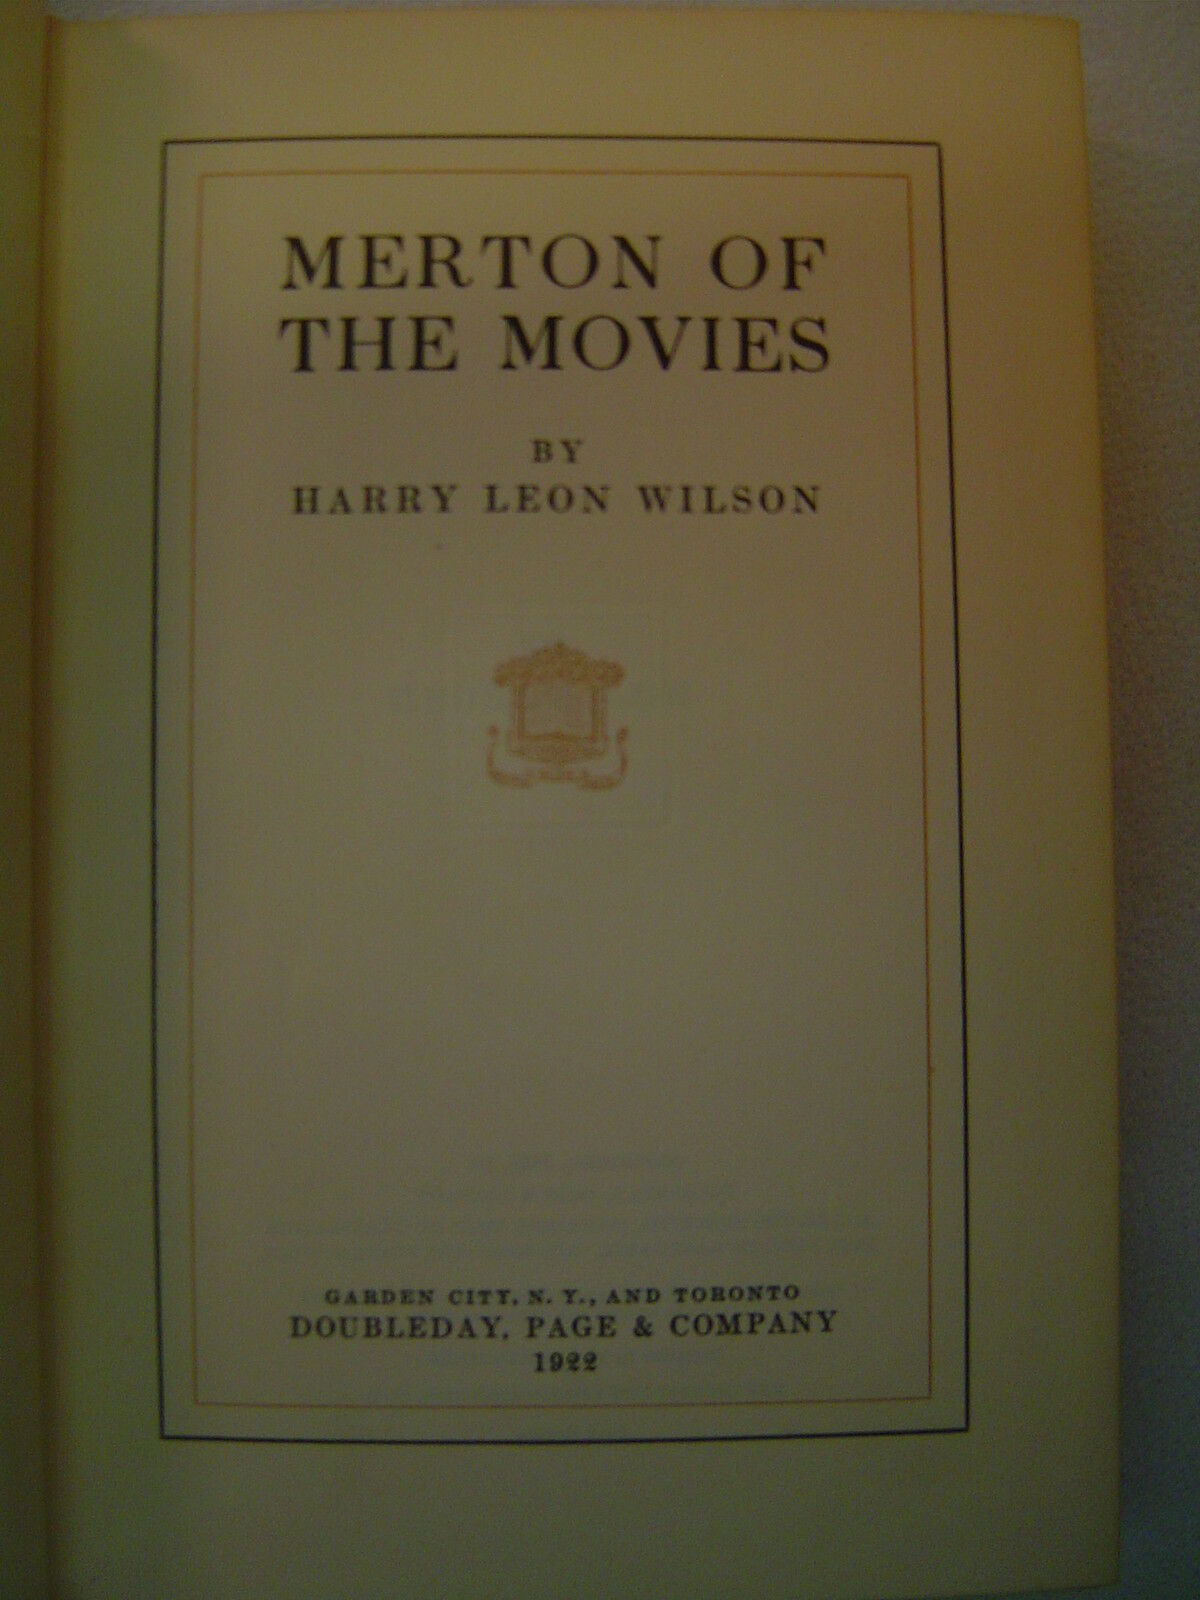 MERTON OF
THE MOVIES
BY
HARRY LEON WILSON
GARDEN CITY, N. Y., AND TORONTO
DOUBLEDAY, PAGE & COMPANY
1922